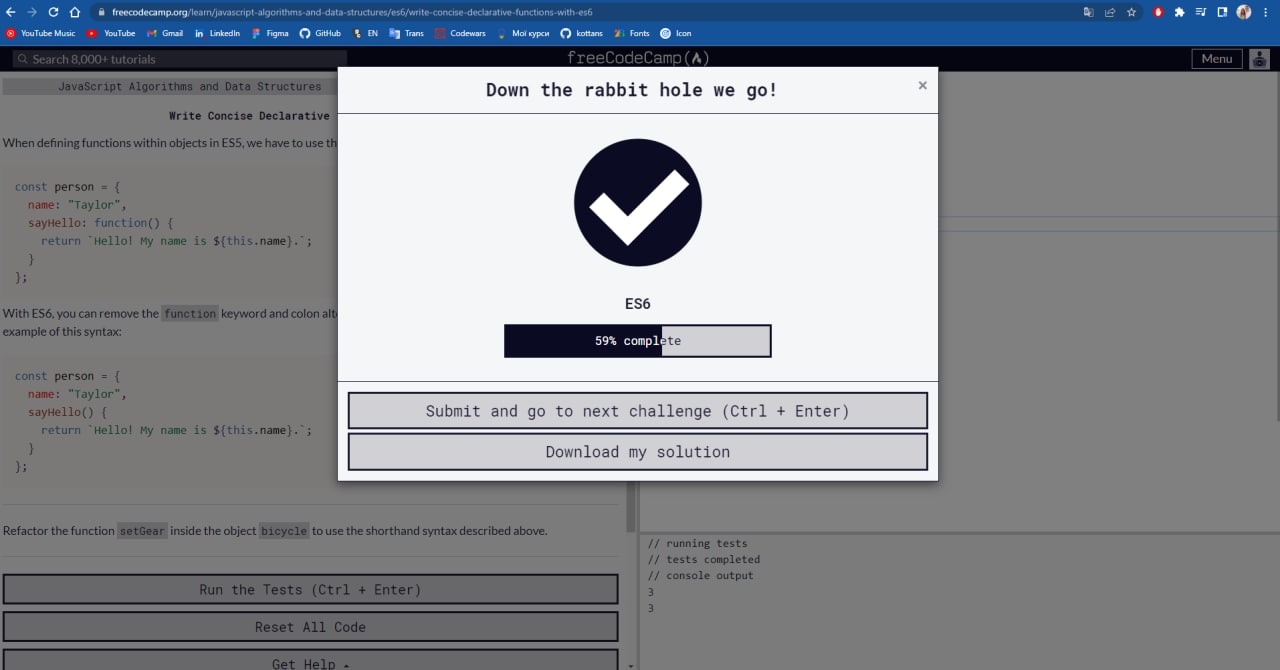 freecodecamp.org/learn/javascript-algorithms-and-data-structures/es6/write-concise-declarative-functions-with-es6
YouTube Music YouTube Gmail LinkedIn Figma GitHub EN Trans Codewars Мої курси kottans Fonts Icon
Search 8,000+ tutorials
freeCodeCamp
Menu
JavaScript Algorithms and Data Structures
Down the rabbit hole we go!
×
Write Concise Declarative
When defining functions within objects in ES5, we have to use th
const person = {
name: "Taylor",
sayHello: function() {
return `Hello! My name is ${this.name}.`;
}
};
ES6
59% complete
With ES6, you can remove the function keyword and colon alt
example of this syntax:
const person = {
name: "Taylor",
sayHello() {
return `Hello! My name is ${this.name}.`;
}
};
Submit and go to next challenge (Ctrl + Enter)
Download my solution
Refactor the function setGear inside the object bicycle to use the shorthand syntax described above.
Run the Tests (Ctrl + Enter)
Reset All Code
Get Help
// running tests
// tests completed
// console output
3
3